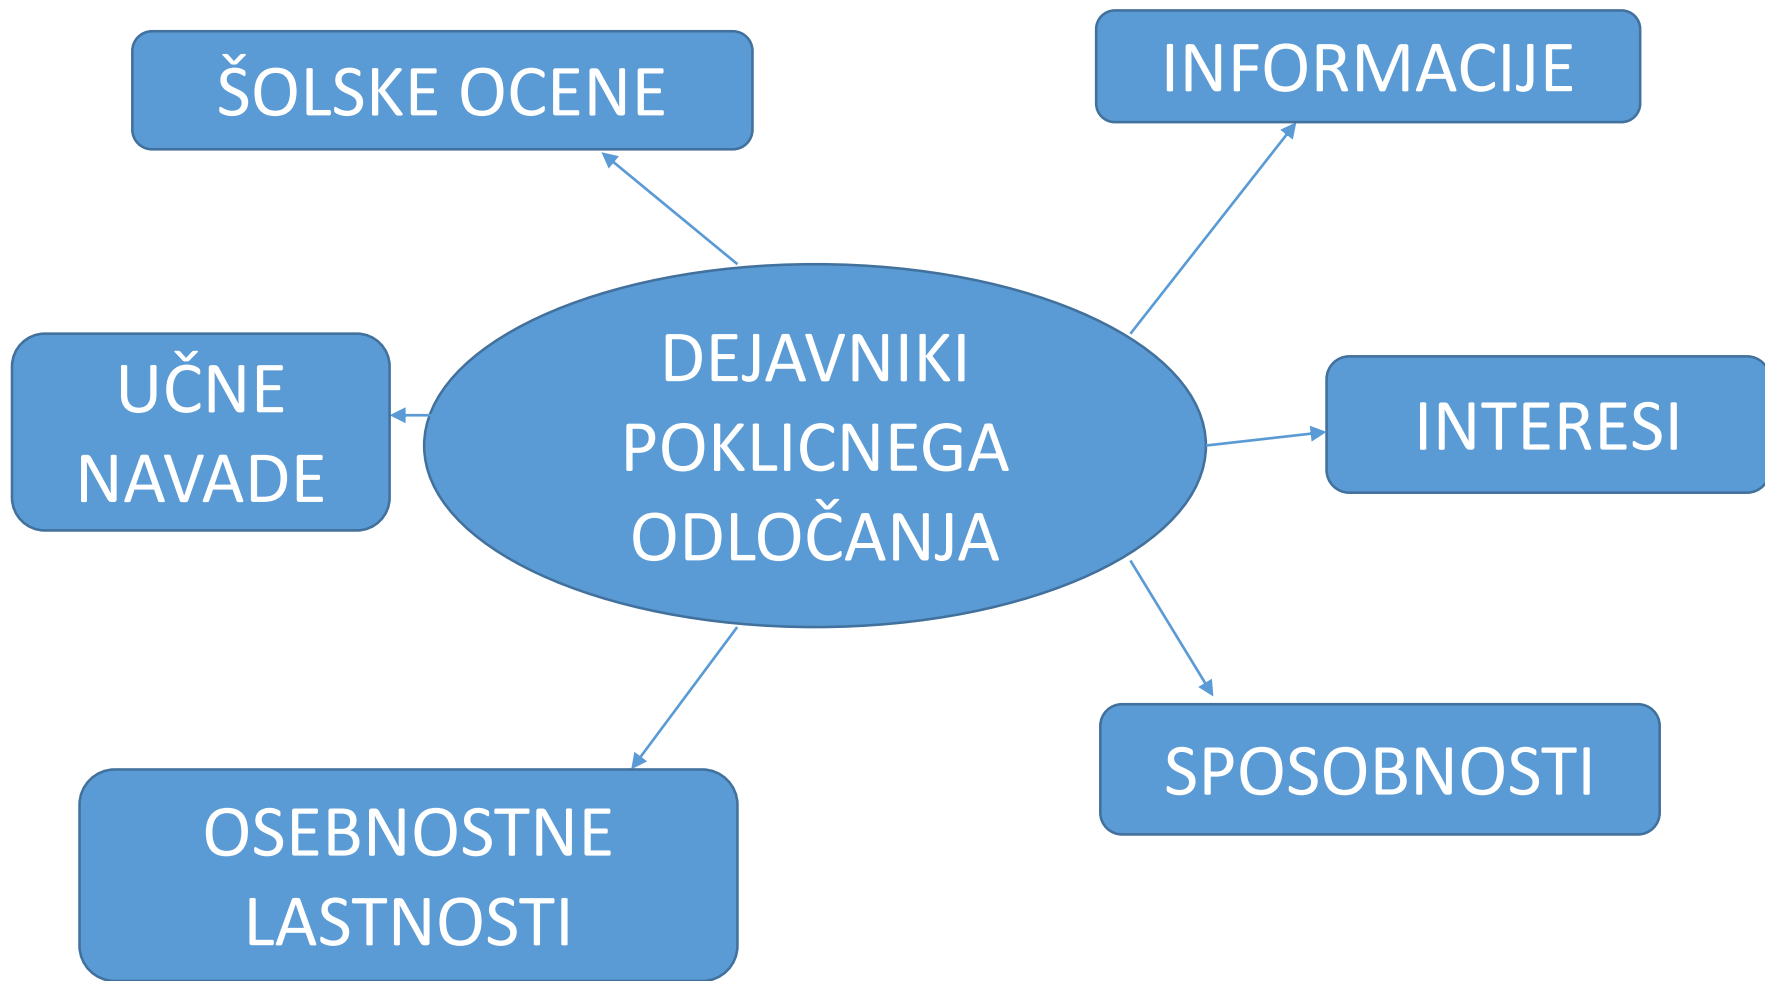 ŠOLSKE OCENE
INFORMACIJE
UČNE
NAVADE
DEJAVNIKI
POKLICNEGA
ODLOČANJA
INTERESI
SPOSOBNOSTI
OSEBNOSTNE
LASTNOSTI